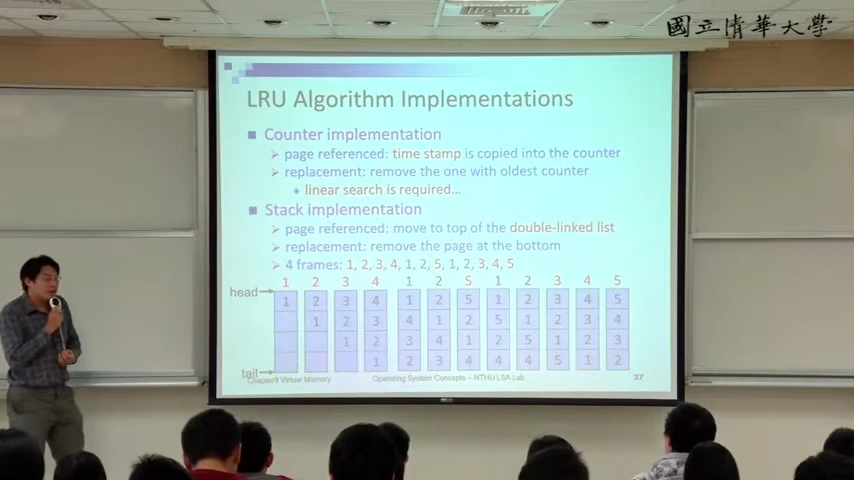 國立清華大學
LRU Algorithm Implementations
Counter implementation
page referenced: time stamp is copied into the counter
replacement: remove the one with oldest counter
linear search is required…
Stack implementation
page referenced: move to top of the double-linked list
replacement: remove the page at the bottom
4 frames: 1, 2, 3, 4, 1, 2, 5, 1, 2, 3, 4, 5
1 2 3 4 1 2 5 1 2 3 4 5
head 1 2 3 4 1 2 5 1 2 3 4 5
1 2 3 4 1 2 5 1 2 3 4
1 2 3 4 1 2 5 1 2 3
tail 1 2 3 4 4 4 5 1 2
Chapter9 Virtual Memory Operating System Concepts – NTHU LSA Lab 37